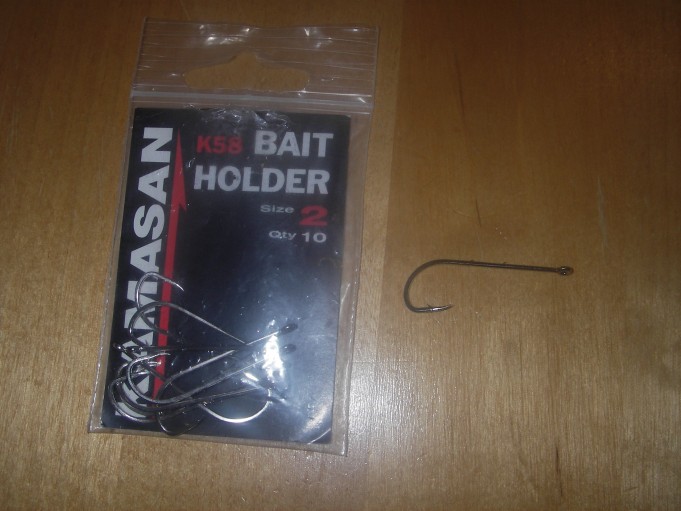 KAMASAN
K58 BAIT
HOLDER
Size 2
Qty 10